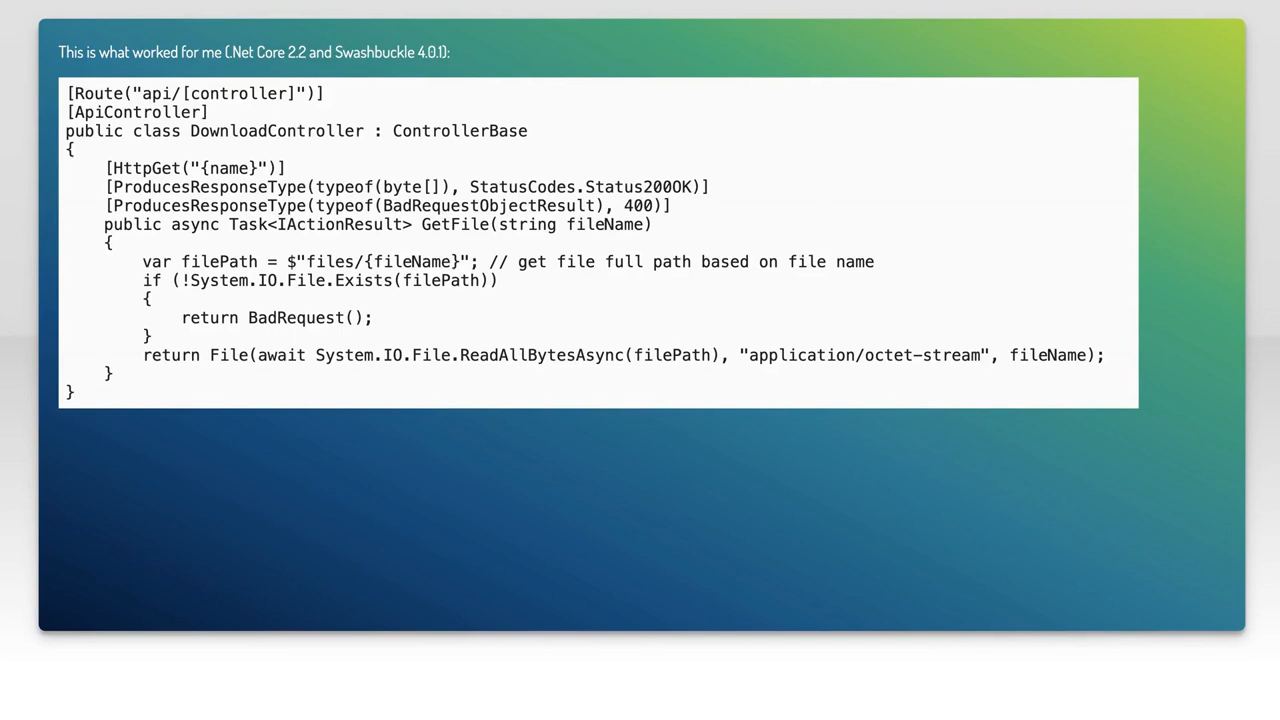 This is what worked for me (.Net Core 2.2 and Swashbuckle 4.0.1):
[Route("api/[controller]")]
[ApiController]
public class DownloadController : ControllerBase
{
    [HttpGet("{name}")]
    [ProducesResponseType(typeof(byte[]), StatusCodes.Status200OK)]
    [ProducesResponseType(typeof(BadRequestObjectResult), 400)]
    public async Task<IActionResult> GetFile(string fileName)
    {
        var filePath = $"files/{fileName}"; // get file full path based on file name
        if (!System.IO.File.Exists(filePath))
        {
            return BadRequest();
        }
        return File(await System.IO.File.ReadAllBytesAsync(filePath), "application/octet-stream", fileName);
    }
}